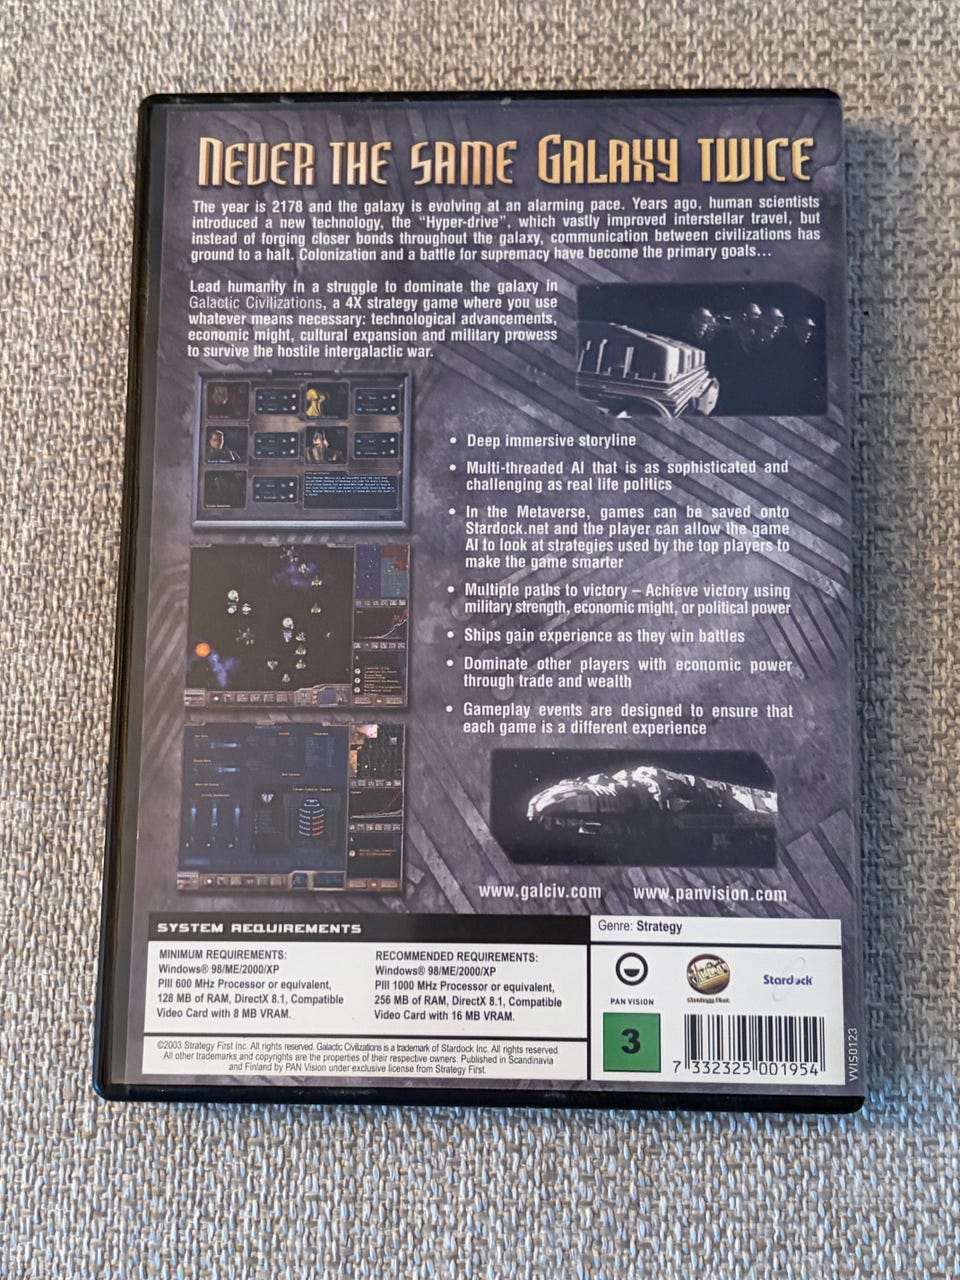 NEVER THE SAME GALAXY TWICE
The year is 2178 and the galaxy is evolving at an alarming pace. Years ago, human scientists
introduced a new technology, the “Hyper-drive”, which vastly improved interstellar travel, but
instead of forging closer bonds throughout the galaxy, communication between civilizations has
ground to a halt. Colonization and a battle for supremacy have become the primary goals...
Lead humanity in a struggle to dominate the galaxy in
Galactic Civilizations, a 4X strategy game where you use
whatever means necessary: technological advancements,
economic might, cultural expansion and military prowess
to survive the hostile intergalactic war.
• Deep immersive storyline
• Multi-threaded AI that is as sophisticated and
challenging as real life politics
• In the Metaverse, games can be saved onto
Stardock.net and the player can allow the game
AI to look at strategies used by the top players to
make the game smarter
• Multiple paths to victory – Achieve victory using
military strength, economic might, or political power
• Ships gain experience as they win battles
• Dominate other players with economic power
through trade and wealth
• Gameplay events are designed to ensure that
each game is a different experience
www.galciv.com www.panvision.com
SYSTEM REQUIREMENTS
MINIMUM REQUIREMENTS:
Windows® 98/ME/2000/XP
PIII 600 MHz Processor or equivalent,
128 MB of RAM, DirectX 8.1, Compatible
Video Card with 8 MB VRAM.
RECOMMENDED REQUIREMENTS:
Windows® 98/ME/2000/XP
PIII 1000 MHz Processor or equivalent,
256 MB of RAM, DirectX 8.1, Compatible
Video Card with 16 MB VRAM.
©2003 Strategy First Inc. All rights reserved. Galactic Civilizations is a trademark of Stardock Inc. All rights reserved.
All other trademarks and copyrights are the properties of their respective owners. Published in Scandinavia
and Finland by PAN Vision under exclusive license from Strategy First.
Genre: Strategy
PAN VISION
Strategy First
Stardock
3
7 332325 001954
VVIS0123